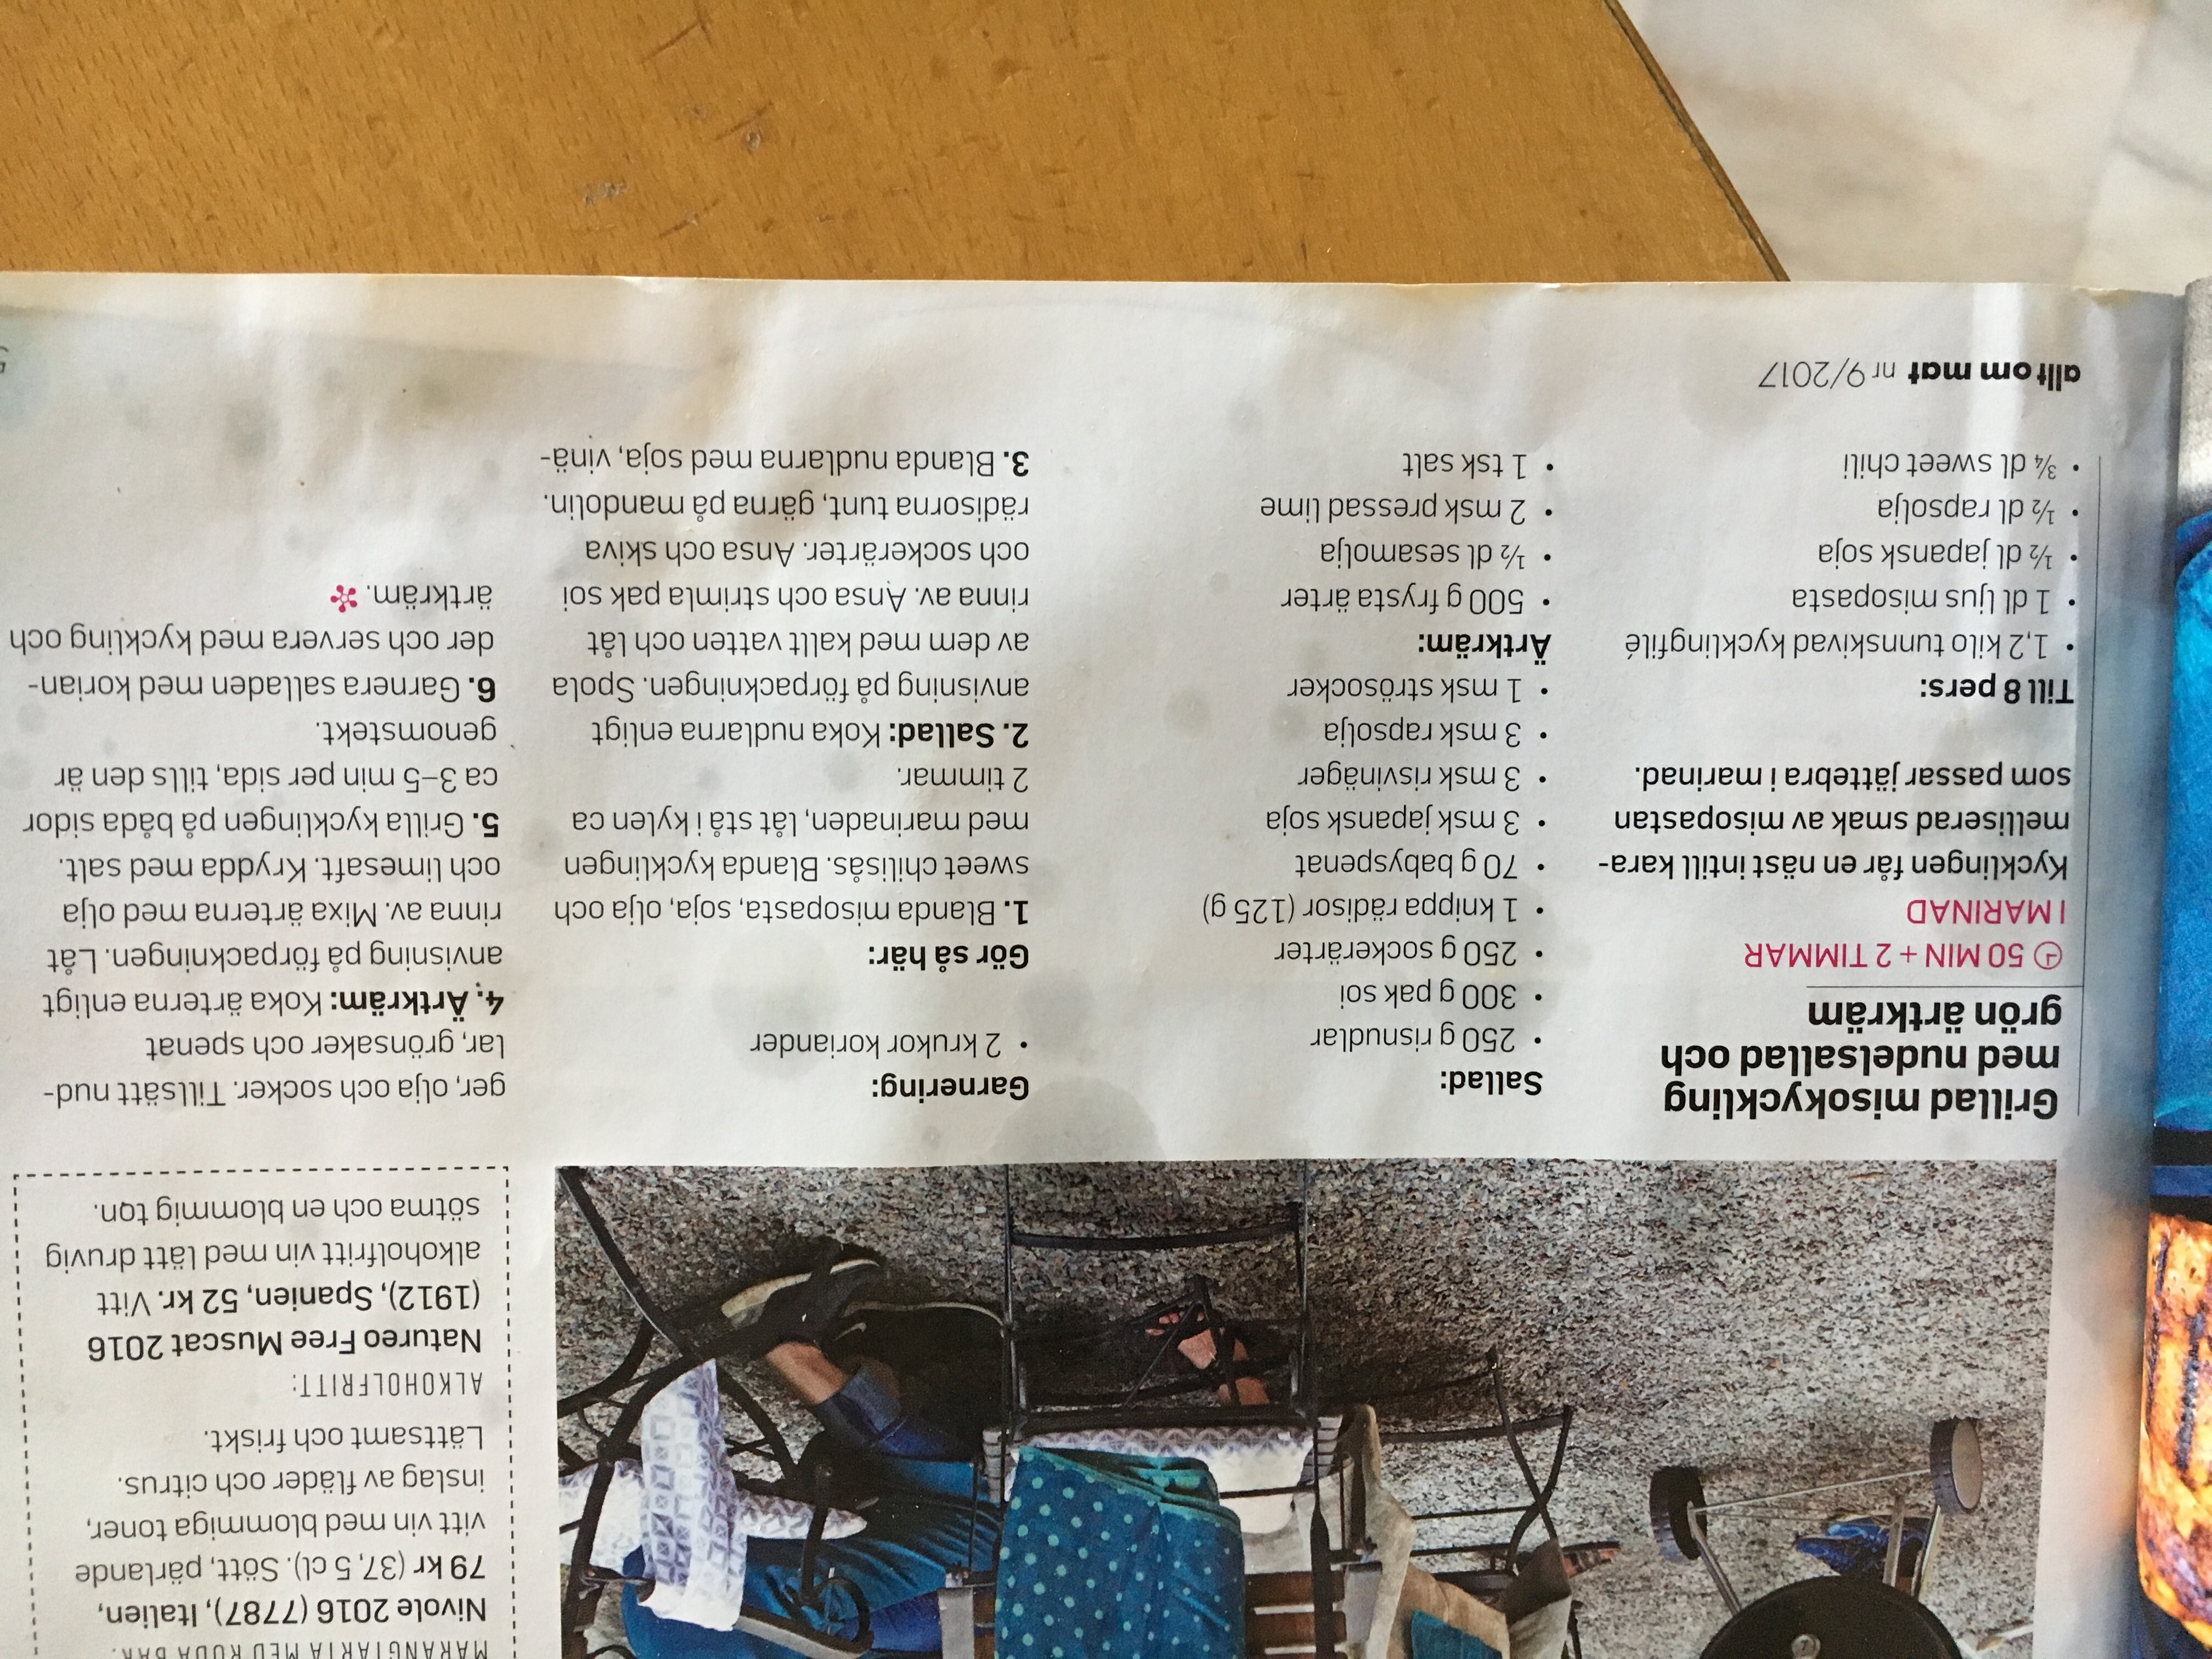 MARÄNGTÅRTA MED RÖDA BÄR:
Nivole 2016 (7787), Italien,
79 kr (37,5 cl). Sött, pärlande
vitt vin med blommiga toner,
inslag av fläder och citrus.
Lättsamt och friskt.
ALKOHOLFRITT:
Natureo Free Muscat 2016
(1912), Spanien, 52 kr. Vitt
alkoholfritt vin med lätt druvig
sötma och en blommig ton.
Grillad misokyckling
med nudelsallad och
grön ärtkräm
50 MIN + 2 TIMMAR
I MARINAD
Kycklingen får en näst intill kara-
melliserad smak av misopastan
som passar jättebra i marinad.
Till 8 pers:
• 1,2 kilo tunnskivad kycklingfilé
• 1 dl ljus misopasta
• ½ dl japansk soja
• ½ dl rapsolja
• ¾ dl sweet chili
Sallad:
• 250 g risnudlar
• 300 g pak soi
• 250 g sockerärter
• 1 knippa rädisor (125 g)
• 70 g babyspenat
• 3 msk japansk soja
• 3 msk risvinäger
• 3 msk rapsolja
• 1 msk strösocker
Ärtkräm:
• 500 g frysta ärter
• ½ dl sesamolja
• 2 msk pressad lime
• 1 tsk salt
Garnering:
• 2 krukor koriander
Gör så här:
1. Blanda misopasta, soja, olja och
sweet chilisås. Blanda kycklingen
med marinaden, låt stå i kylen ca
2 timmar.
2. Sallad: Koka nudlarna enligt
anvisning på förpackningen. Spola
av dem med kallt vatten och låt
rinna av. Ansa och strimla pak soi
och sockerärter. Ansa och skiva
rädisorna tunt, gärna på mandolin.
3. Blanda nudlarna med soja, vinä-
ger, olja och socker. Tillsätt nud-
lar, grönsaker och spenat
4. Ärtkräm: Koka ärterna enligt
anvisning på förpackningen. Låt
rinna av. Mixa ärterna med olja
och limesaft. Krydda med salt.
5. Grilla kycklingen på båda sidor
ca 3–5 min per sida, tills den är
genomstekt.
6. Garnera salladen med korian-
der och servera med kyckling och
ärtkräm.
allt om mat nr 9/2017